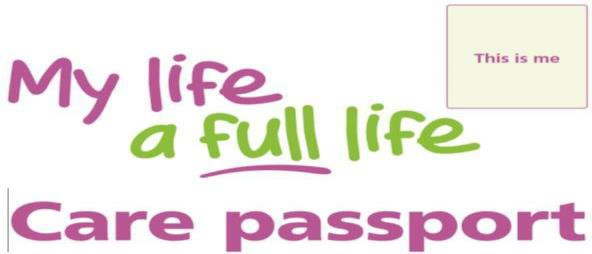 This is me
My life
a full life
Care passport